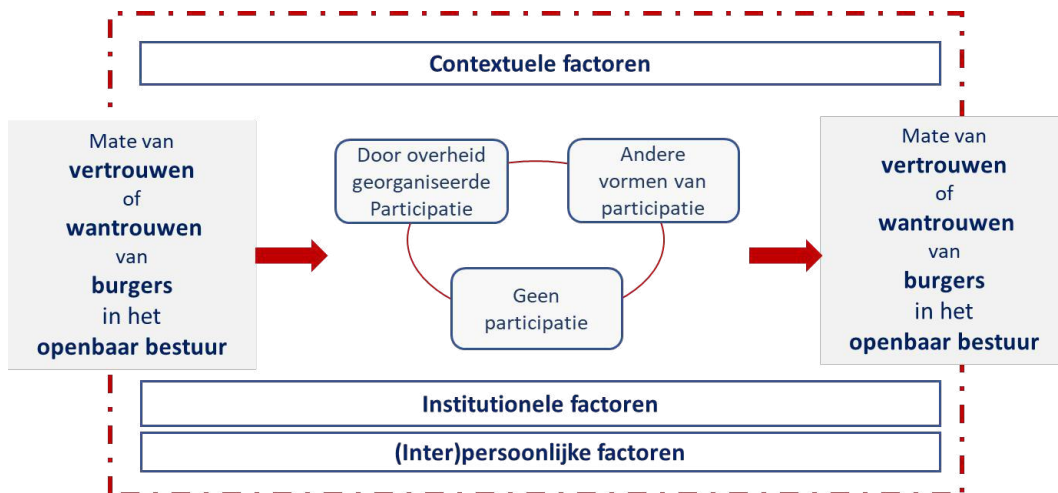 Contextuele factoren
Mate van
vertrouwen
of
wantrouwen
van
burgers
in het
openbaar bestuur
Door overheid
georganiseerde
Participatie
Andere
vormen van
participatie
Geen
participatie
Mate van
vertrouwen
of
wantrouwen
van
burgers
in het
openbaar bestuur
Institutionele factoren
(Inter)persoonlijke factoren